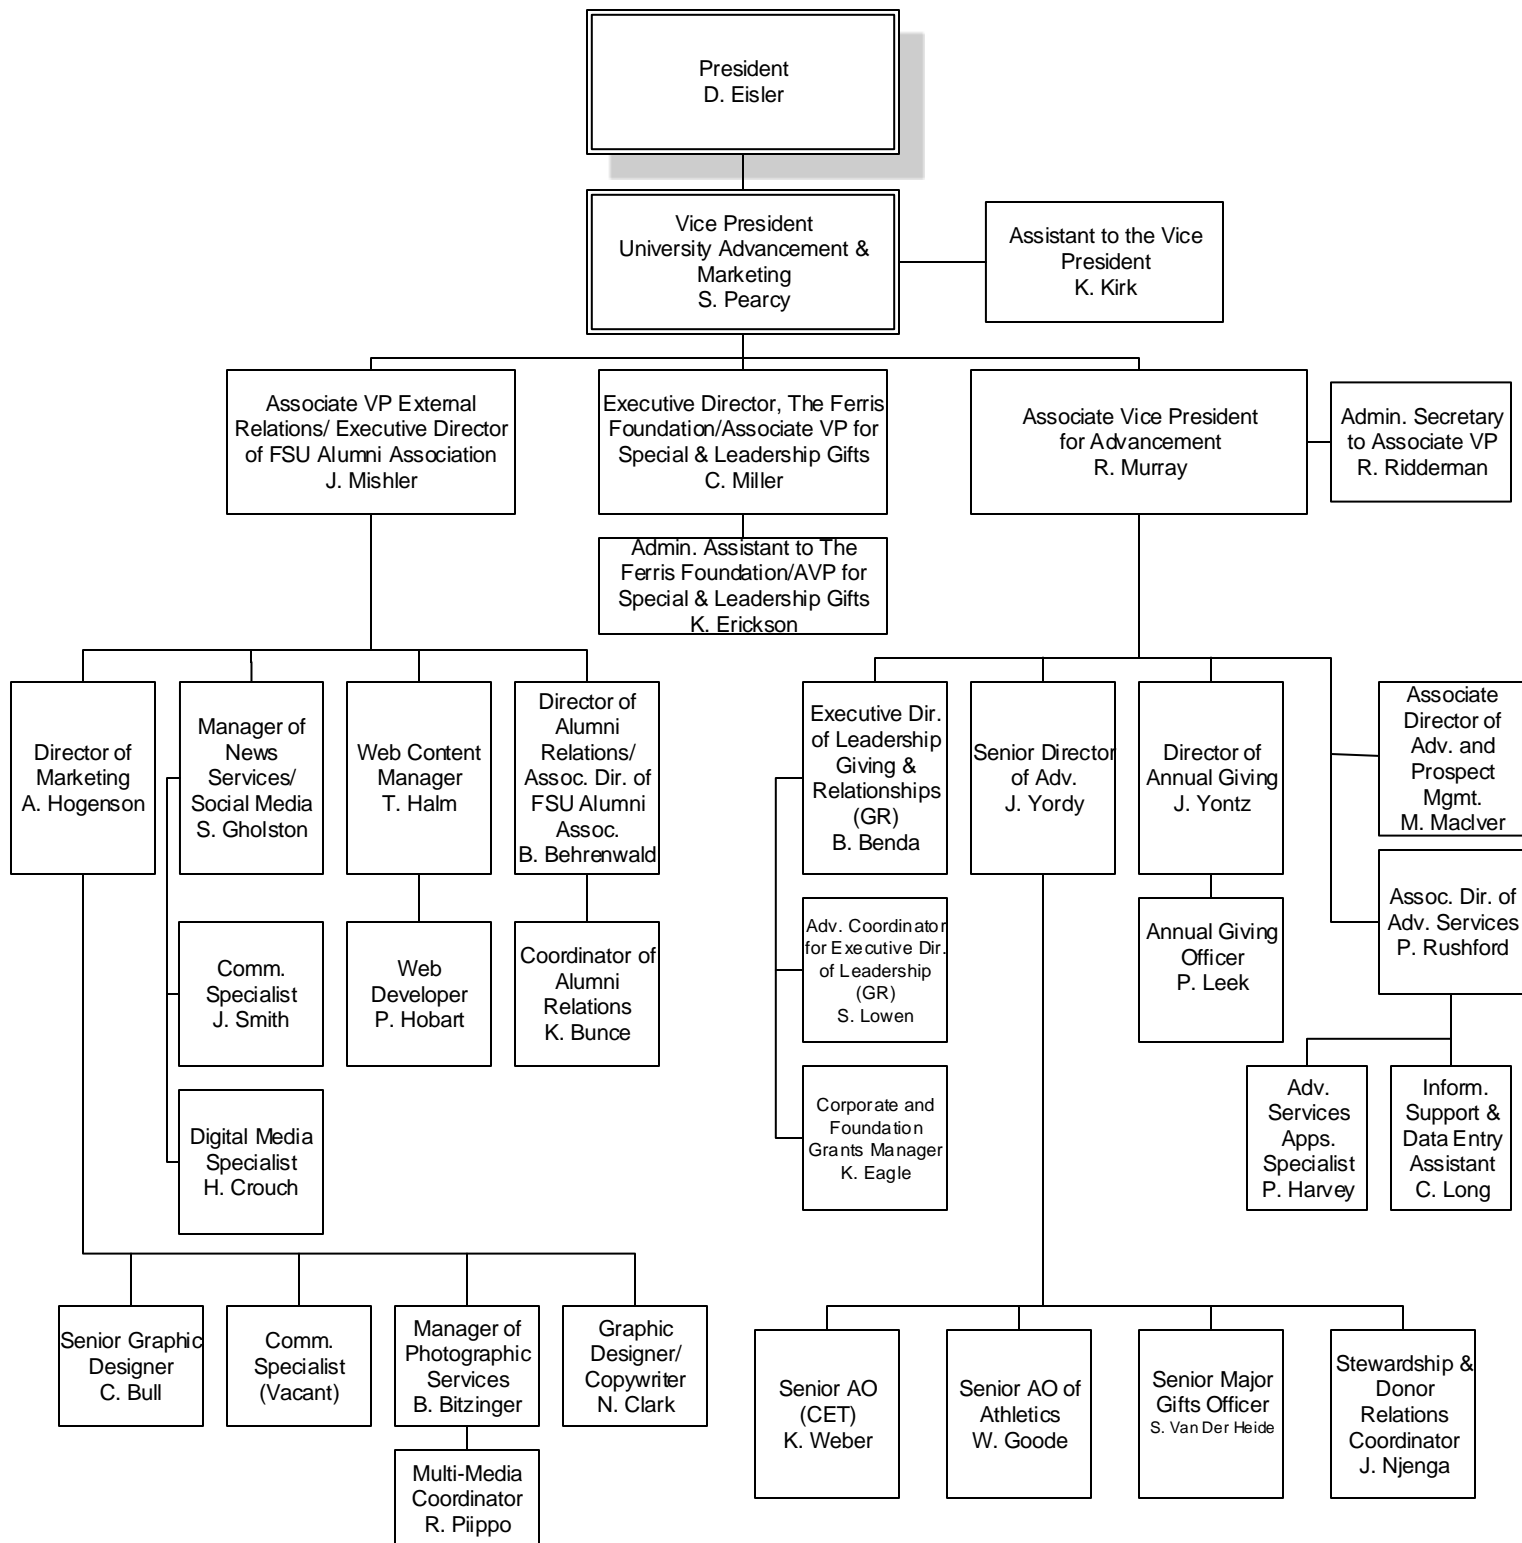 President
D. Eisler
Vice President
University Advancement &
Marketing
S. Pearcy
Assistant to the Vice
President
K. Kirk
Associate VP External
Relations/ Executive Director
of FSU Alumni Association
J. Mishler
Executive Director, The Ferris
Foundation/Associate VP for
Special & Leadership Gifts
C. Miller
Associate Vice President
for Advancement
R. Murray
Admin. Secretary
to Associate VP
R. Ridderman
Admin. Assistant to The
Ferris Foundation/AVP for
Special & Leadership Gifts
K. Erickson
Director of
Marketing
A. Hogenson
Manager of
News
Services/
Social Media
S. Gholston
Web Content
Manager
T. Halm
Director of
Alumni
Relations/
Assoc. Dir. of
FSU Alumni
Assoc.
B. Behrenwald
Executive Dir.
of Leadership
Giving &
Relationships
(GR)
B. Benda
Senior Director
of Adv.
J. Yordy
Director of
Annual Giving
J. Yontz
Associate
Director of
Adv. and
Prospect
Mgmt.
M. MacIver
Assoc. Dir. of
Adv. Services
P. Rushford
Comm.
Specialist
J. Smith
Web
Developer
P. Hobart
Coordinator of
Alumni
Relations
K. Bunce
Adv. Coordinator
for Executive Dir.
of Leadership
(GR)
S. Lowen
Annual Giving
Officer
P. Leek
Digital Media
Specialist
H. Crouch
Corporate and
Foundation
Grants Manager
K. Eagle
Adv.
Services
Apps.
Specialist
P. Harvey
Inform.
Support &
Data Entry
Assistant
C. Long
Senior Graphic
Designer
C. Bull
Comm.
Specialist
(Vacant)
Manager of
Photographic
Services
B. Bitzinger
Graphic
Designer/
Copywriter
N. Clark
Senior AO
(CET)
K. Weber
Senior AO of
Athletics
W. Goode
Senior Major
Gifts Officer
S. Van Der Heide
Stewardship &
Donor
Relations
Coordinator
J. Njenga
Multi-Media
Coordinator
R. Piippo